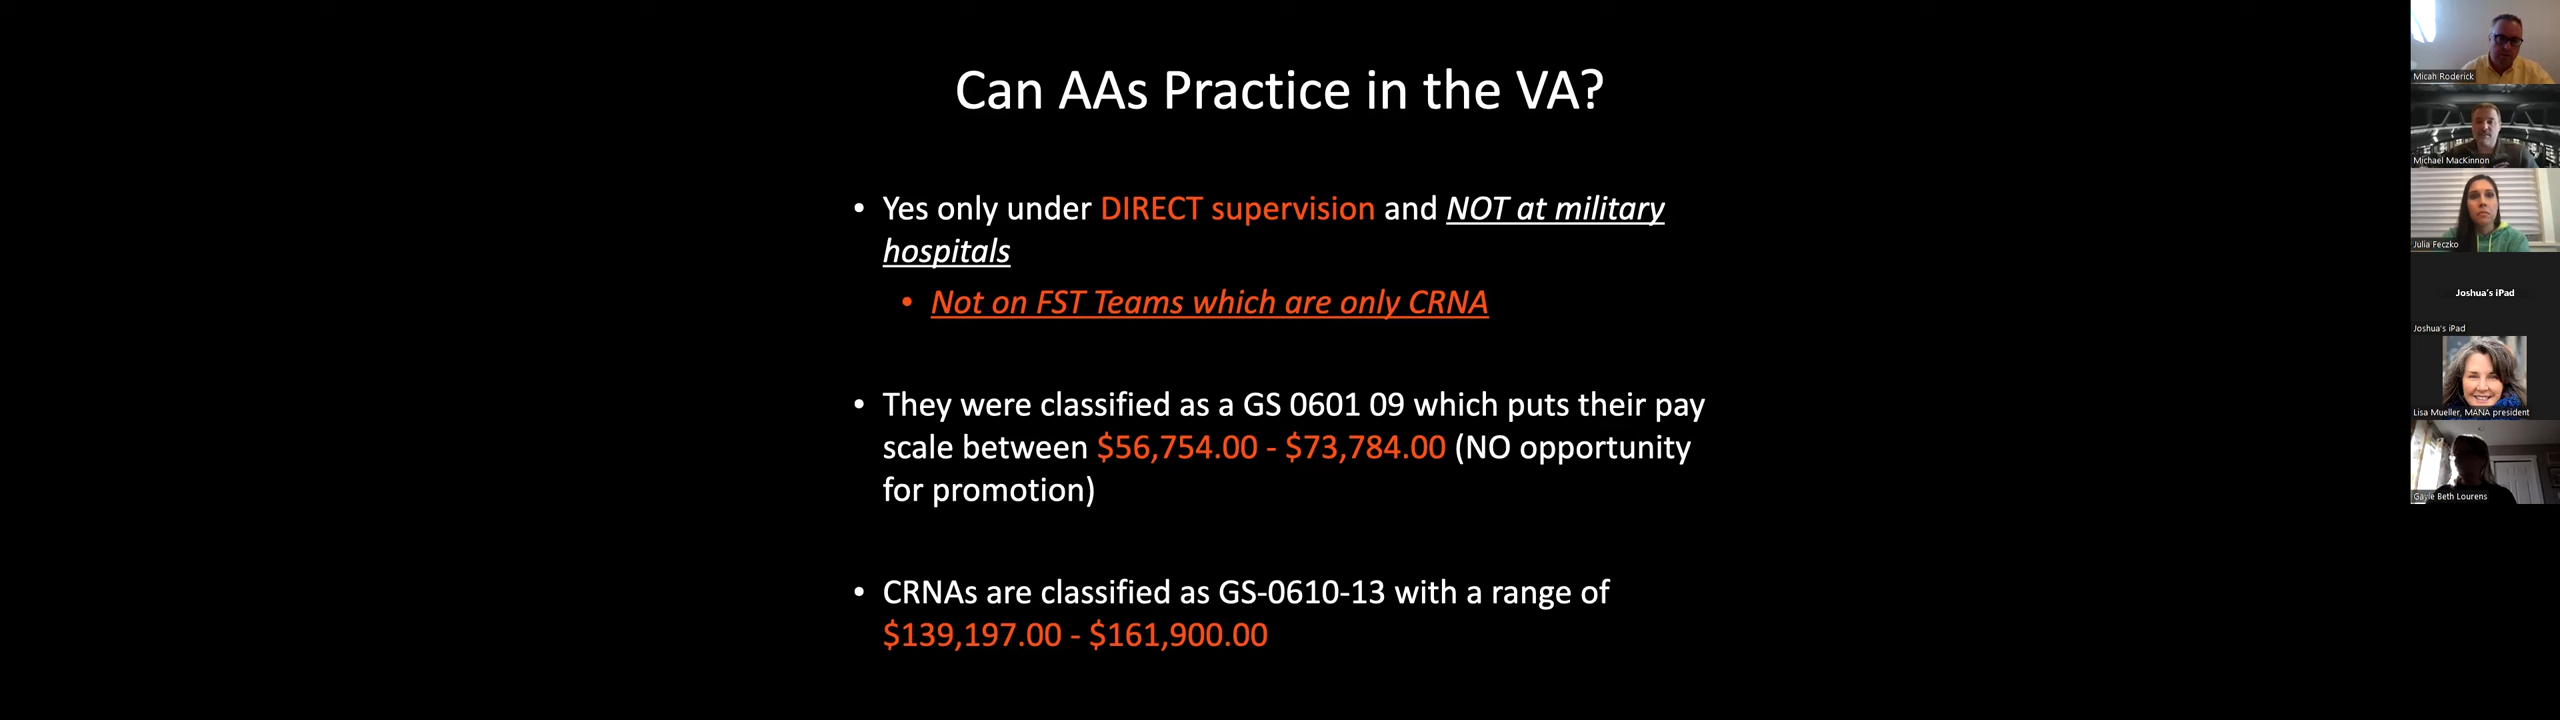 Can AAs Practice in the VA?
• Yes only under DIRECT supervision and NOT at military
hospitals
• Not on FST Teams which are only CRNA
• They were classified as a GS 0601 09 which puts their pay
scale between $56,754.00 - $73,784.00 (NO opportunity
for promotion)
• CRNAs are classified as GS-0610-13 with a range of
$139,197.00 - $161,900.00
Micah Roderick
Michael MacKinnon
Julia Feczko
Joshua's iPad
Joshua's iPad
Lisa Mueller, MANA president
Gayle Beth Lourens